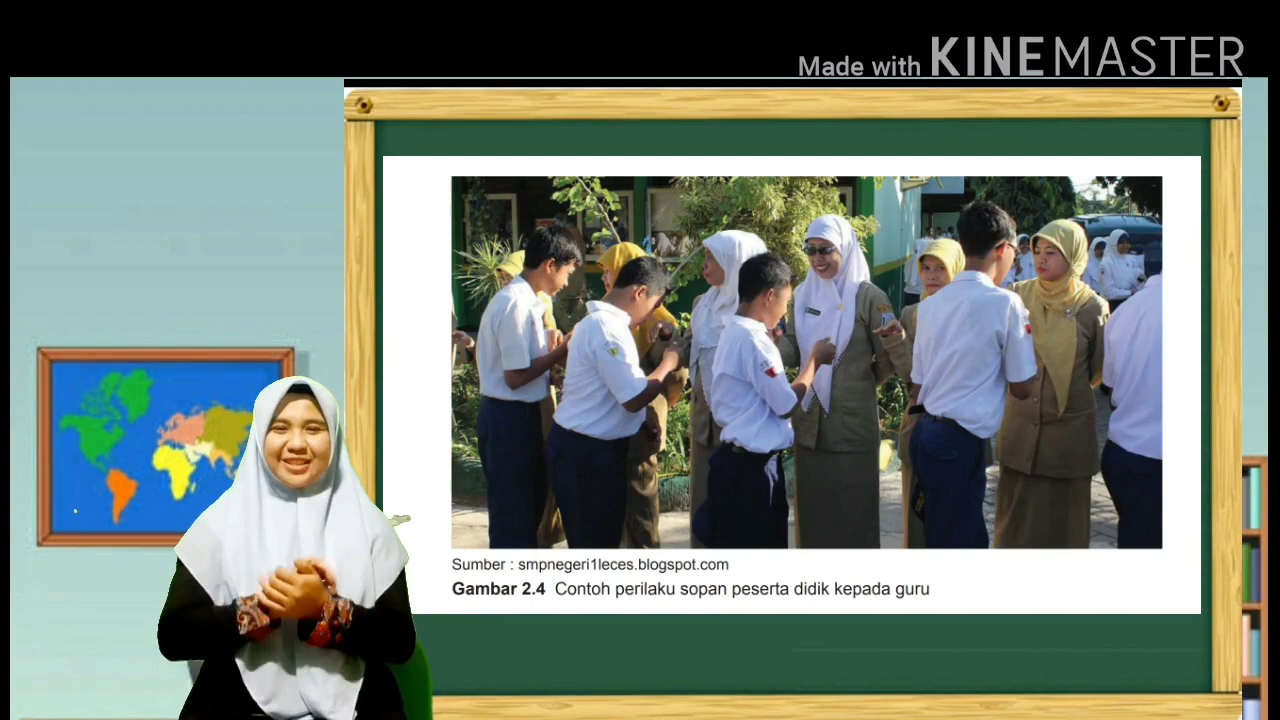 Made with KINEMASTER
Sumber : smpnegeri1leces.blogspot.com
Gambar 2.4 Contoh perilaku sopan peserta didik kepada guru